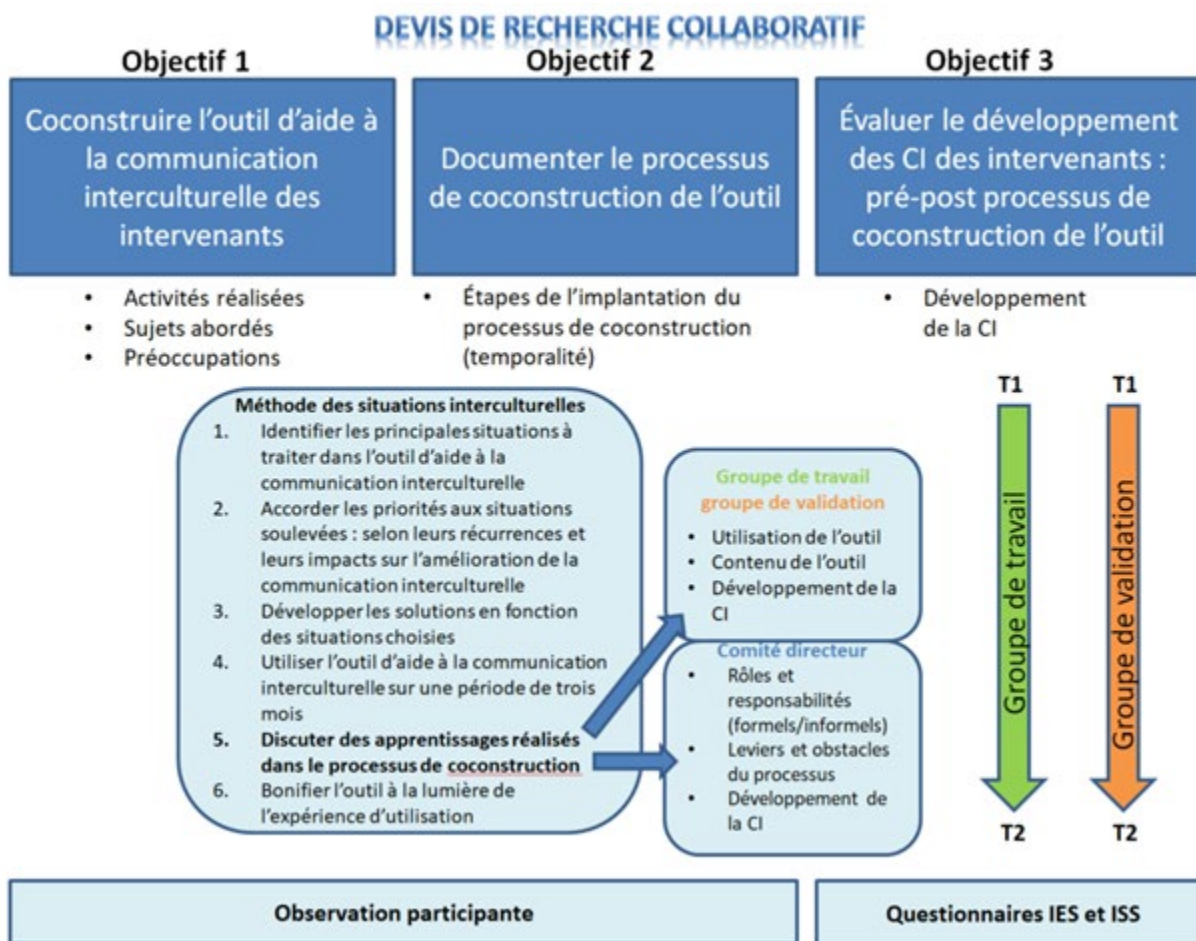 DEVIS DE RECHERCHE COLLABORATIF
Objectif 1
Coconstruire l'outil d'aide à
la communication
interculturelle des
intervenants
• Activités réalisées
• Sujets abordés
• Préoccupations
Objectif 2
Documenter le processus
de coconstruction de l'outil
• Étapes de l'implantation du
processus de coconstruction
(temporalité)
Objectif 3
Évaluer le développement
des CI des intervenants :
pré-post processus de
coconstruction de l'outil
• Développement
de la CI
Méthode des situations interculturelles
1. Identifier les principales situations à
traiter dans l'outil d'aide à la
communication interculturelle
2. Accorder les priorités aux situations
soulevées : selon leurs récurrences et
leurs impacts sur l'amélioration de la
communication interculturelle
3. Développer les solutions en fonction
des situations choisies
4. Utiliser l'outil d'aide à la communication
interculturelle sur une période de trois
mois
5. Discuter des apprentissages réalisés
dans le processus de coconstruction
6. Bonifier l'outil à la lumière de
l'expérience d'utilisation
Groupe de travail
groupe de validation
• Utilisation de l'outil
• Contenu de l'outil
• Développement de la
CI
Comité directeur
• Rôles et
responsabilités
(formels/informels)
• Leviers et obstacles
du processus
• Développement de
la CI
T1
Groupe de travail
T2
T1
Groupe de validation
T2
Observation participante
Questionnaires IES et ISS